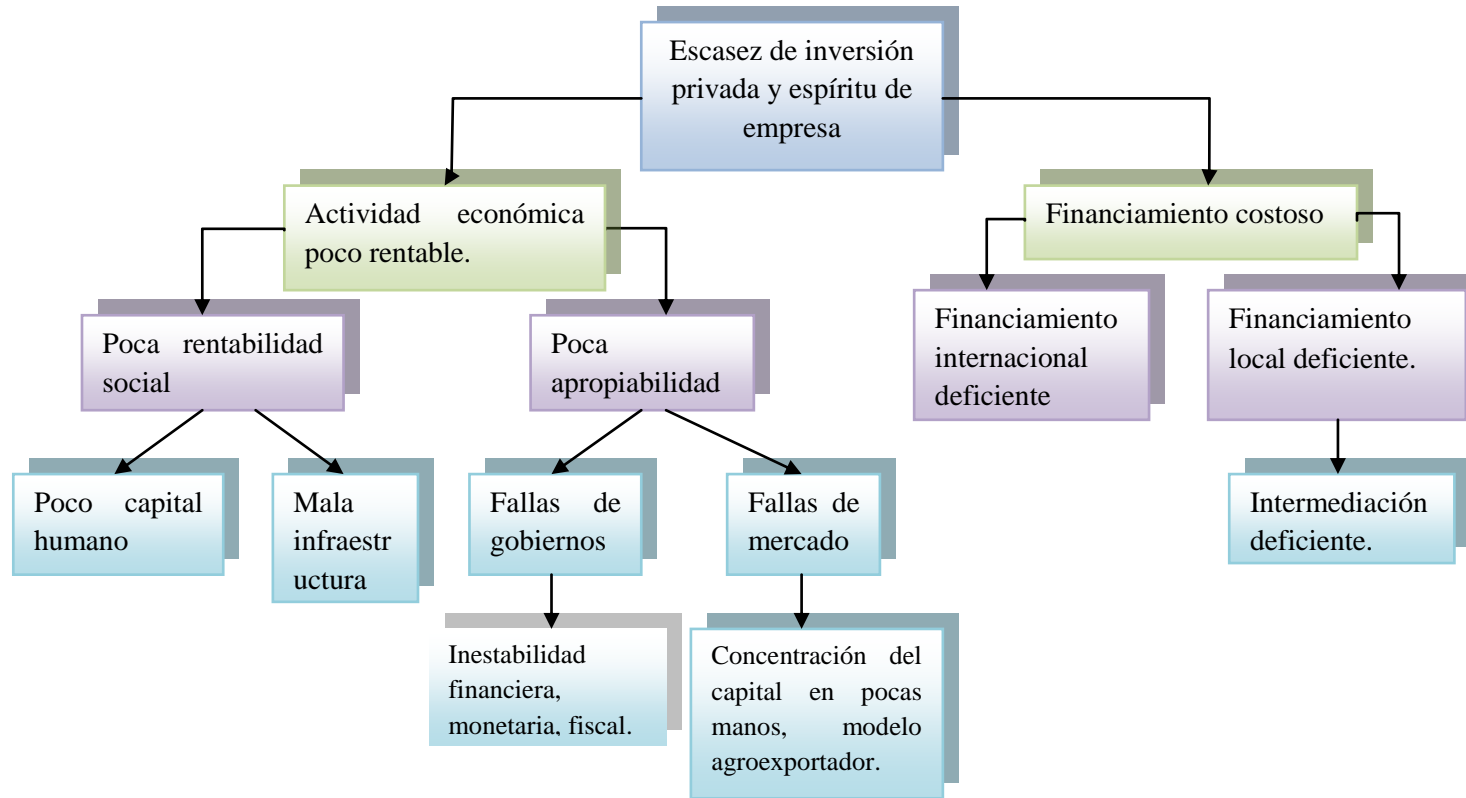 Escasez de inversión
privada y espíritu de
empresa
Actividad económica
poco rentable.
Financiamiento costoso
Poca rentabilidad
social
Poca
apropiabilidad
Financiamiento
internacional
deficiente
Financiamiento
local deficiente.
Poco capital
humano
Mala
infraestr
uctura
Fallas de
gobiernos
Fallas de
mercado
Intermediación
deficiente.
Inestabilidad
financiera,
monetaria, fiscal.
Concentración del
capital en pocas
manos, modelo
agroexportador.